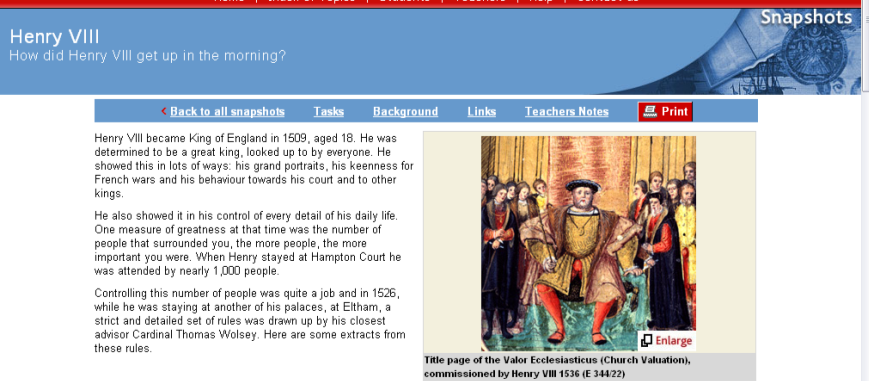 Home | Index of Topics | Students | Teachers | Help | Contact us
Snapshots
Henry VIII
How did Henry VIII get up in the morning?
< Back to all snapshots Tasks Background Links Teachers Notes Print
Henry VIII became King of England in 1509, aged 18. He was
determined to be a great king, looked up to by everyone. He
showed this in lots of ways: his grand portraits, his keenness for
French wars and his behaviour towards his court and to other
kings.
He also showed it in his control of every detail of his daily life.
One measure of greatness at that time was the number of
people that surrounded you, the more people, the more
important you were. When Henry stayed at Hampton Court he
was attended by nearly 1,000 people.
Controlling this number of people was quite a job and in 1526,
while he was staying at another of his palaces, at Eltham, a
strict and detailed set of rules was drawn up by his closest
advisor Cardinal Thomas Wolsey. Here are some extracts from
these rules.
Enlarge
Title page of the Valor Ecclesiasticus (Church Valuation),
commissioned by Henry VIII 1536 (E 344/22)